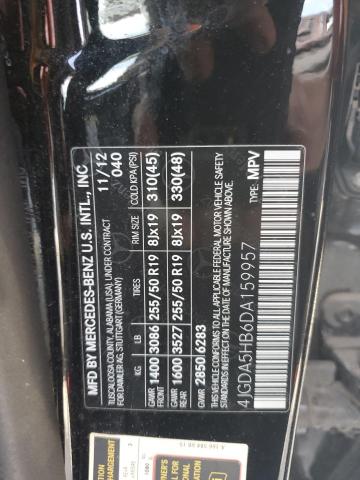 MFD BY MERCEDES-BENZ U.S. INTL., INC.
TUSCALOOSA COUNTY, ALABAMA (USA), UNDER CONTRACT
FOR DAIMLER AG, STUTTGART (GERMANY)
11/12
040
KG LB TIRES RIM SIZE COLD KPA(PSI)
GAWR FRONT 1400 3086 255/50 R19 8Jx19 310(45)
GAWR REAR 1600 3527 255/50 R19 8Jx19 330(48)
GVWR 2850 6283
THIS VEHICLE CONFORMS TO ALL APPLICABLE FEDERAL MOTOR VEHICLE SAFETY
STANDARDS IN EFFECT ON THE DATE OF MANUFACTURE SHOWN ABOVE.
4JGDA5HB6DA159957 TYPE: MPV